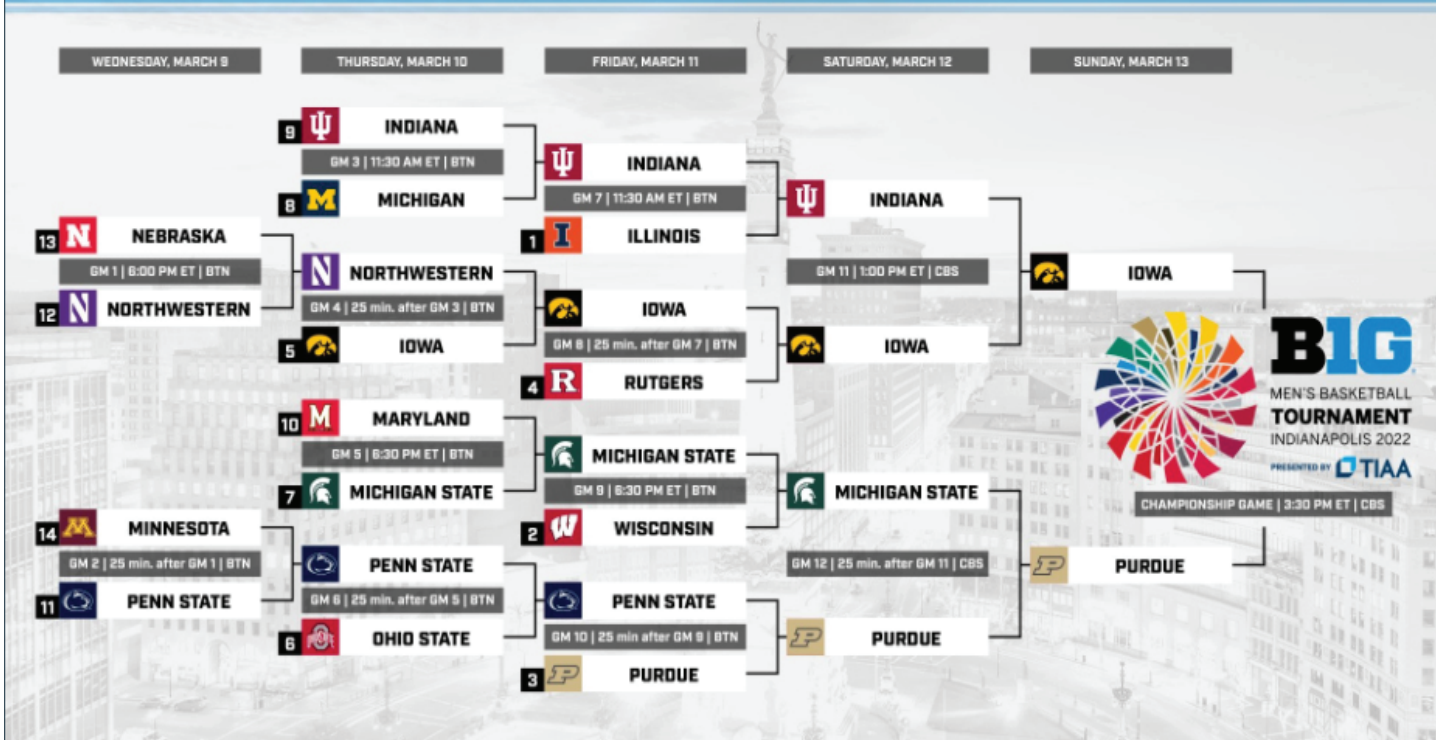 WEDNESDAY, MARCH 9
THURSDAY, MARCH 10
FRIDAY, MARCH 11
SATURDAY, MARCH 12
SUNDAY, MARCH 13
13 N NEBRASKA
GM 1 | 6:00 PM ET | BTN
12 N NORTHWESTERN
14 M MINNESOTA
GM 2 | 25 min. after GM 1 | BTN
11 PENN STATE
9 INDIANA
GM 3 | 11:30 AM ET | BTN
8 M MICHIGAN
N NORTHWESTERN
GM 4 | 25 min. after GM 3 | BTN
5 IOWA
10 M MARYLAND
GM 5 | 6:30 PM ET | BTN
7 MICHIGAN STATE
PENN STATE
GM 6 | 25 min. after GM 5 | BTN
6 OHIO STATE
INDIANA
GM 7 | 11:30 AM ET | BTN
1 I ILLINOIS
IOWA
GM 8 | 25 min. after GM 7 | BTN
4 R RUTGERS
MICHIGAN STATE
GM 9 | 6:30 PM ET | BTN
2 W WISCONSIN
PENN STATE
GM 10 | 25 min after GM 9 | BTN
3 P PURDUE
INDIANA
GM 11 | 1:00 PM ET | CBS
IOWA
MICHIGAN STATE
GM 12 | 25 min. after GM 11 | CBS
P PURDUE
IOWA
B1G
MEN'S BASKETBALL
TOURNAMENT
INDIANAPOLIS 2022
PRESENTED BY TIAA
CHAMPIONSHIP GAME | 3:30 PM ET | CBS
P PURDUE